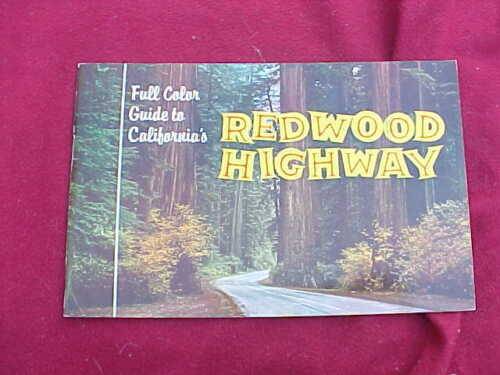 Full Color
Guide to
California's
REDWOOD
HIGHWAY